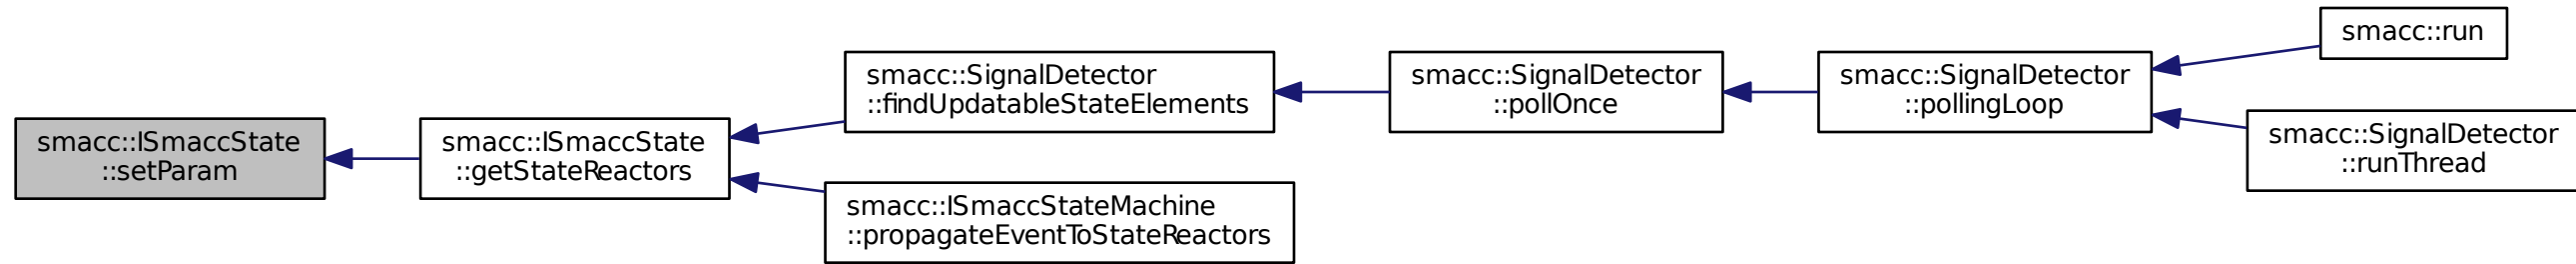 smacc::ISmaccState
::setParam
smacc::ISmaccState
::getStateReactors
smacc::SignalDetector
::findUpdatableStateElements
smacc::ISmaccStateMachine
::propagateEventToStateReactors
smacc::SignalDetector
::pollOnce
smacc::SignalDetector
::pollingLoop
smacc::run
smacc::SignalDetector
::runThread